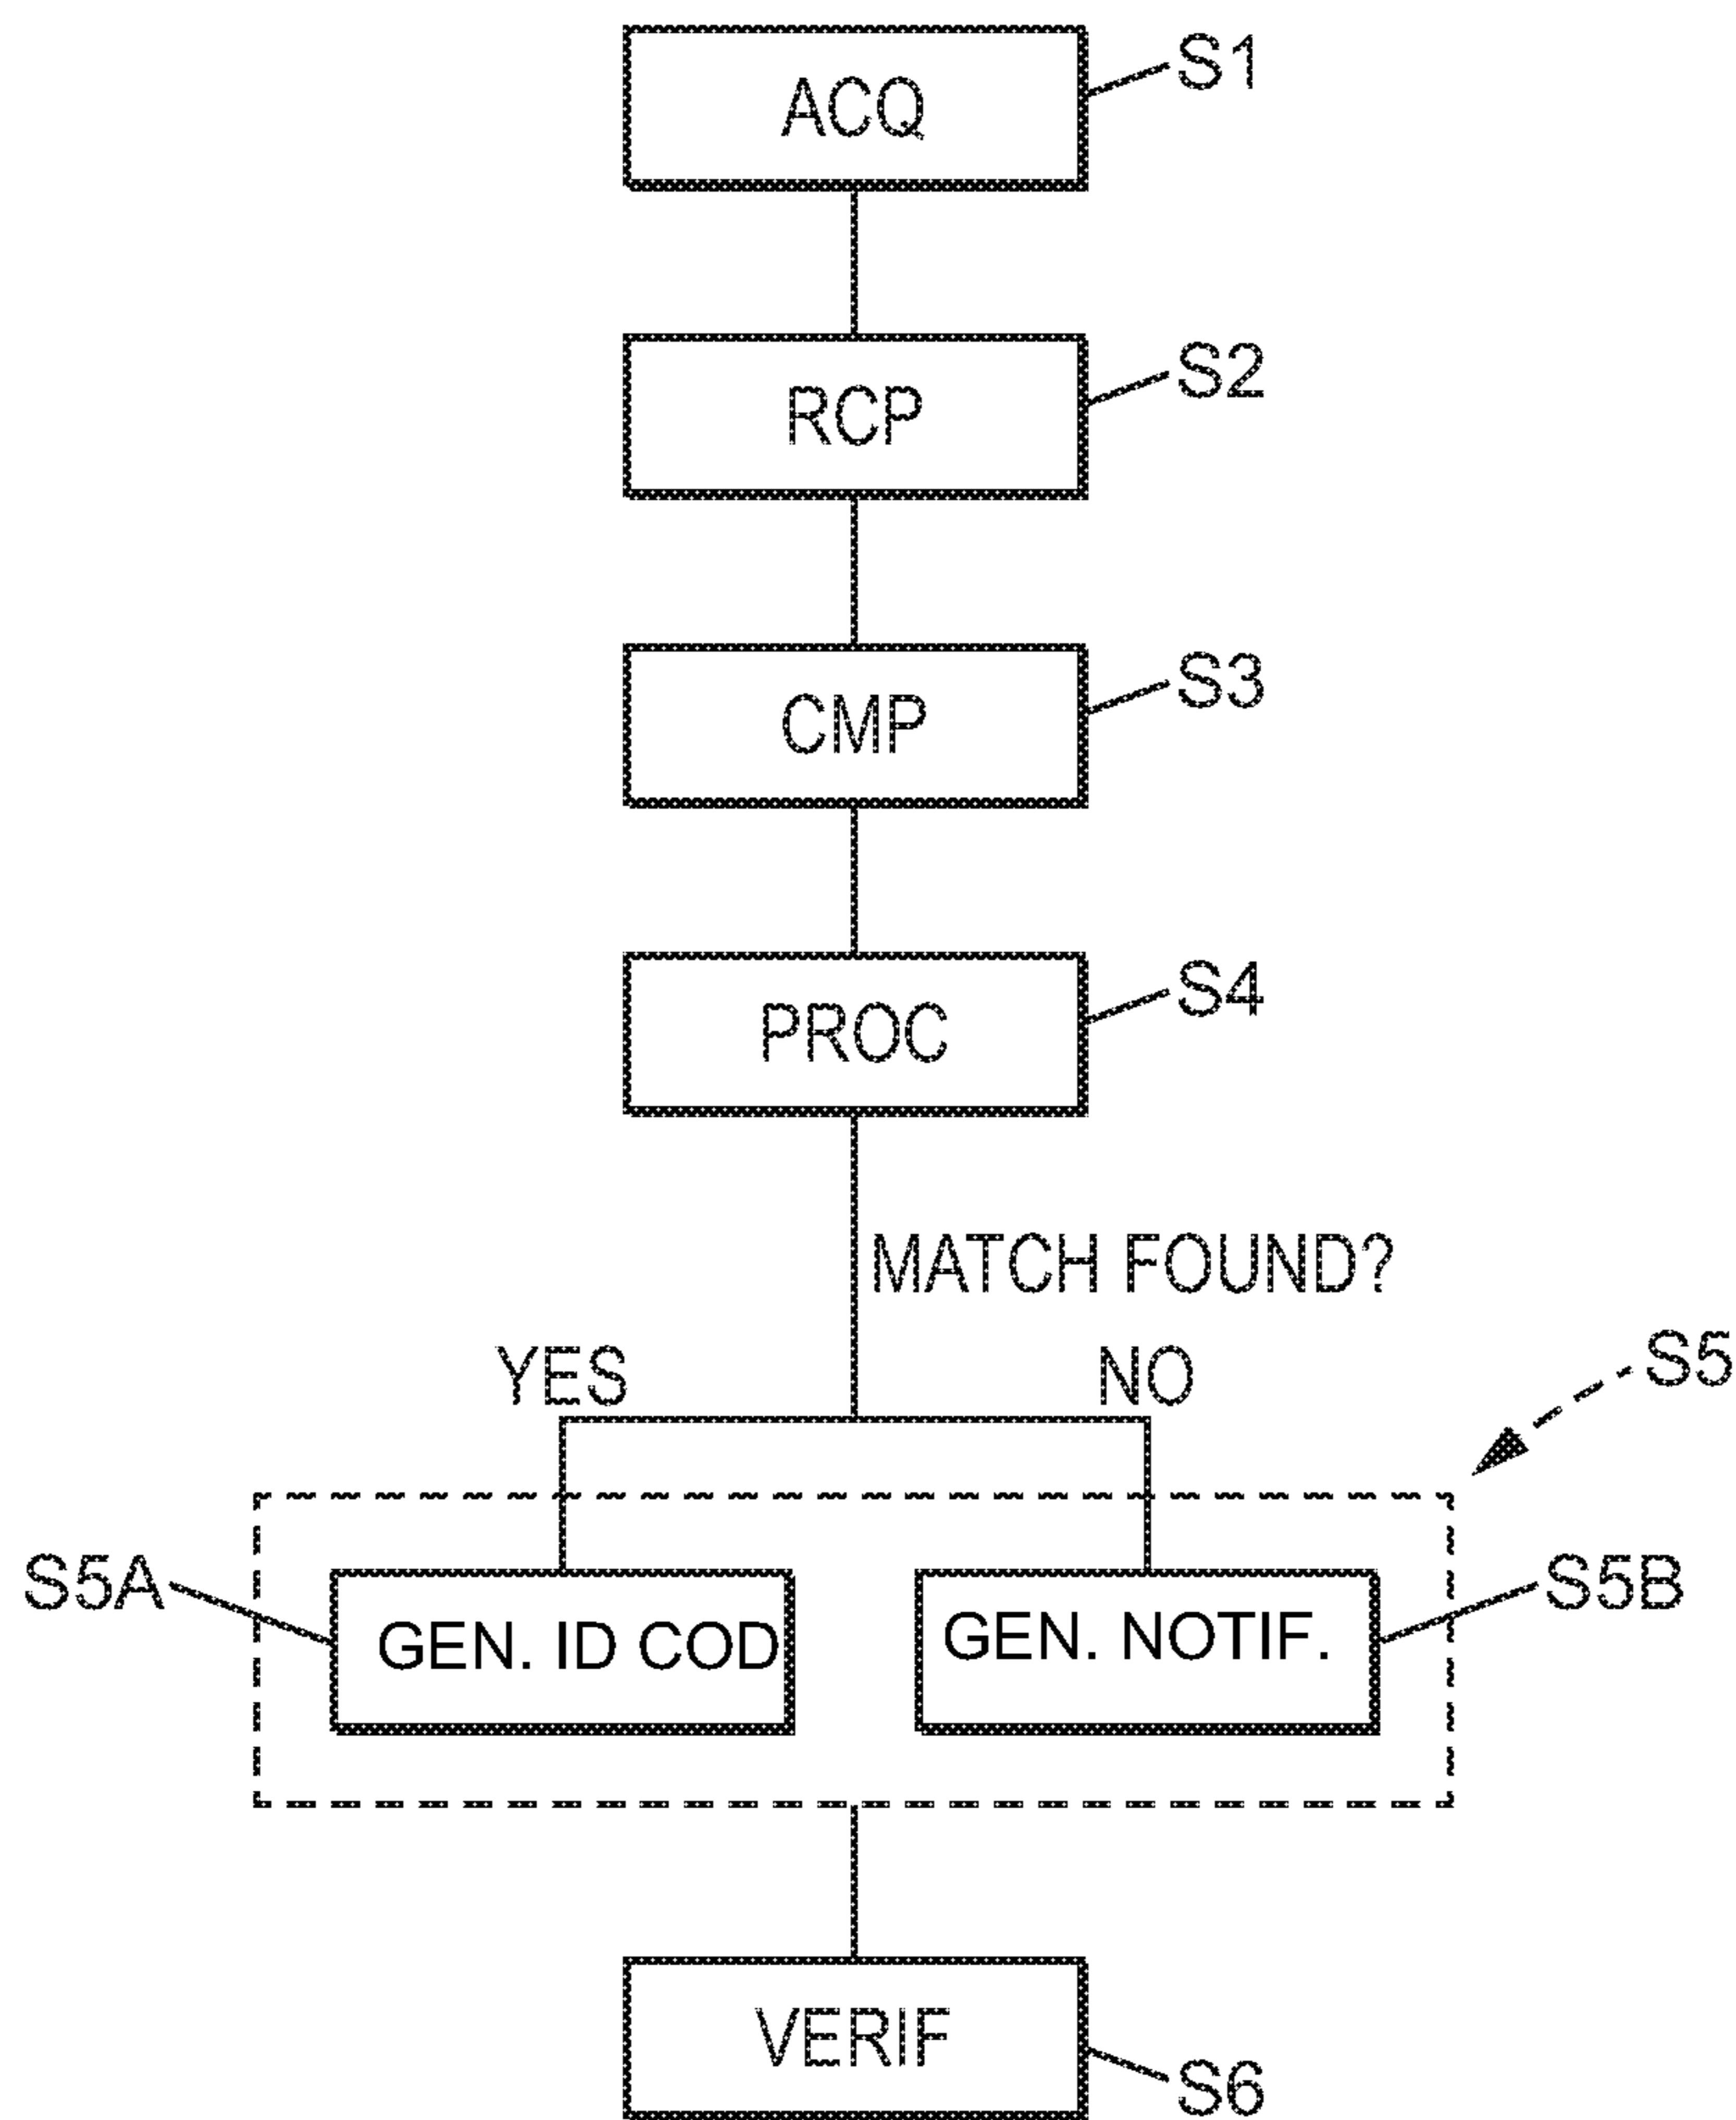 ACQ
S1
RCP
S2
CMP
S3
PROC
S4
MATCH FOUND?
YES
NO
S5
S5A
GEN. ID COD
GEN. NOTIF.
S5B
VERIF
S6